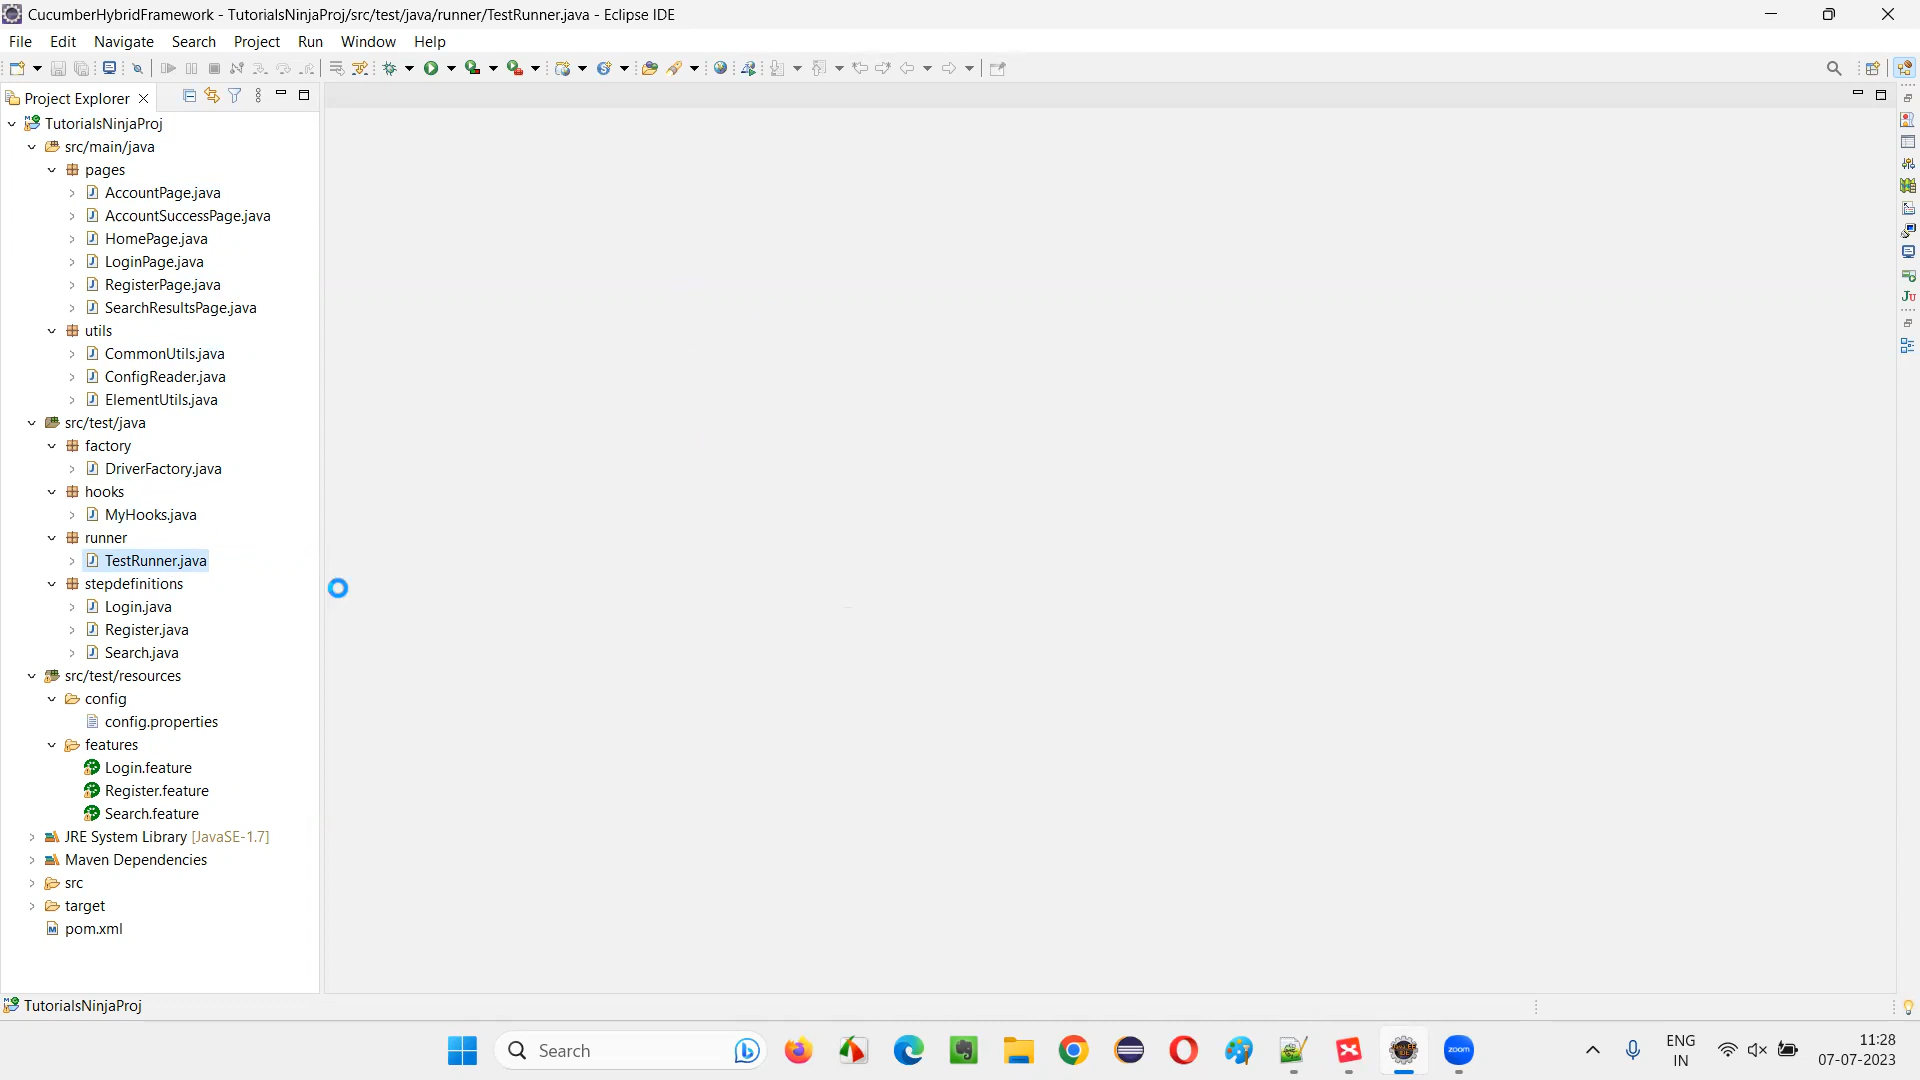 CucumberHybridFramework - TutorialsNinjaProj/src/test/java/runner/TestRunner.java - Eclipse IDE
File Edit Navigate Search Project Run Window Help
Project Explorer
TutorialsNinjaProj
src/main/java
pages
AccountPage.java
AccountSuccessPage.java
HomePage.java
LoginPage.java
RegisterPage.java
SearchResultsPage.java
utils
CommonUtils.java
ConfigReader.java
ElementUtils.java
src/test/java
factory
DriverFactory.java
hooks
MyHooks.java
runner
TestRunner.java
stepdefinitions
Login.java
Register.java
Search.java
src/test/resources
config
config.properties
features
Login.feature
Register.feature
Search.feature
JRE System Library [JavaSE-1.7]
Maven Dependencies
src
target
pom.xml
TutorialsNinjaProj
Search
zoom
ENG
IN
11:28
07-07-2023